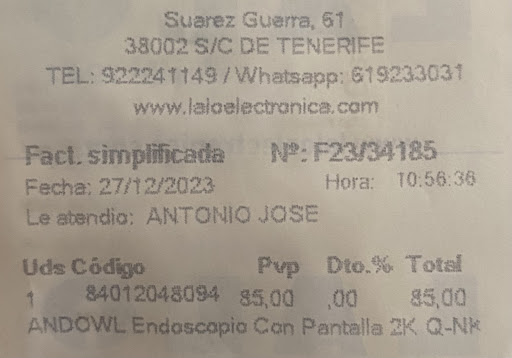 Suarez Guerra, 61
38002 S/C DE TENERIFE
TEL: 922241149 / Whatsapp: 619233031
www.laloelectronica.com
Fact. simplificada Nº: F23/34185
Fecha: 27/12/2023 Hora: 10:56:36
Le atendio: ANTONIO JOSE
Uds Código Pvp Dto.% Total
1 84012048094 85,00 ,00 85,00
ANDOWL Endoscopio Con Pantalla 2K Q-NK